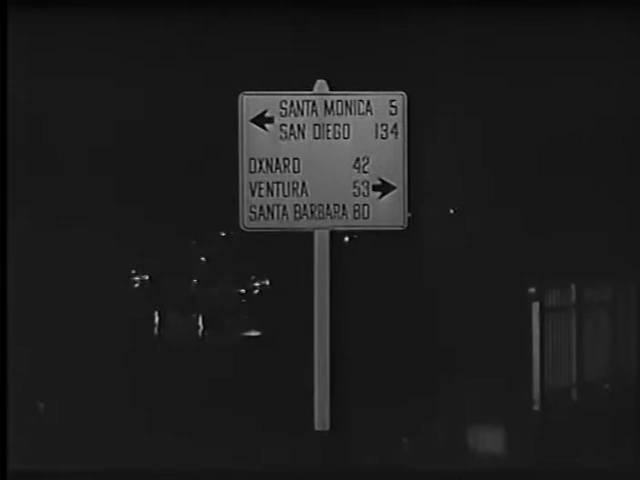 SANTA MONICA 5
SAN DIEGO 134
OXNARD 42
VENTURA 53
SANTA BARBARA 80